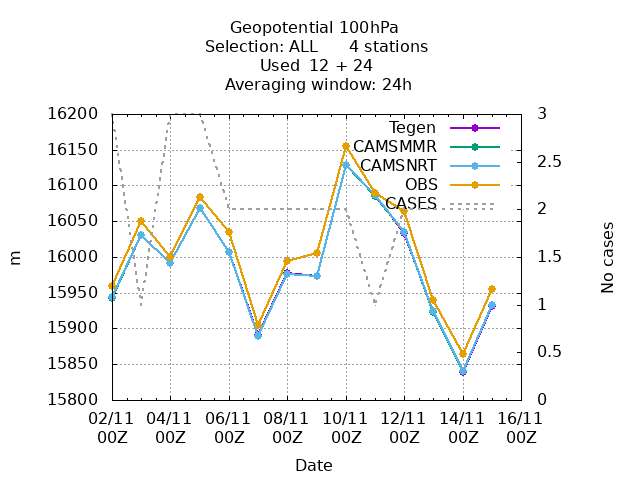 Geopotential 100hPa
Selection: ALL 4 stations
Used 12 + 24
Averaging window: 24h
16200
16150
16100
16050
16000
15950
15900
15850
15800
m
3
2.5
2
1.5
1
0.5
0
No cases
Tegen
CAMSMMR
CAMSNRT
OBS
CASES
02/11 04/11 06/11 08/11 10/11 12/11 14/11 16/11
00Z 00Z 00Z 00Z 00Z 00Z 00Z 00Z
Date